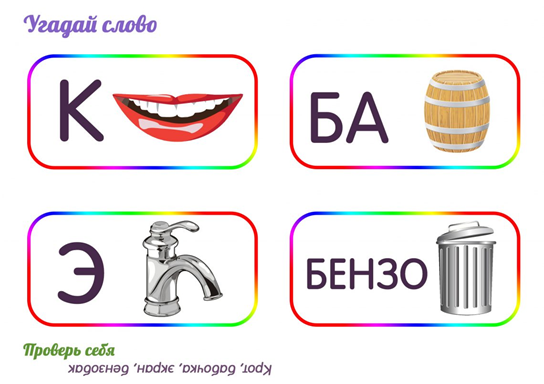 Угадай слово
К
БА
Э
БЕНЗО
Проверь себя
Крот, бабочка, экран, бензобак